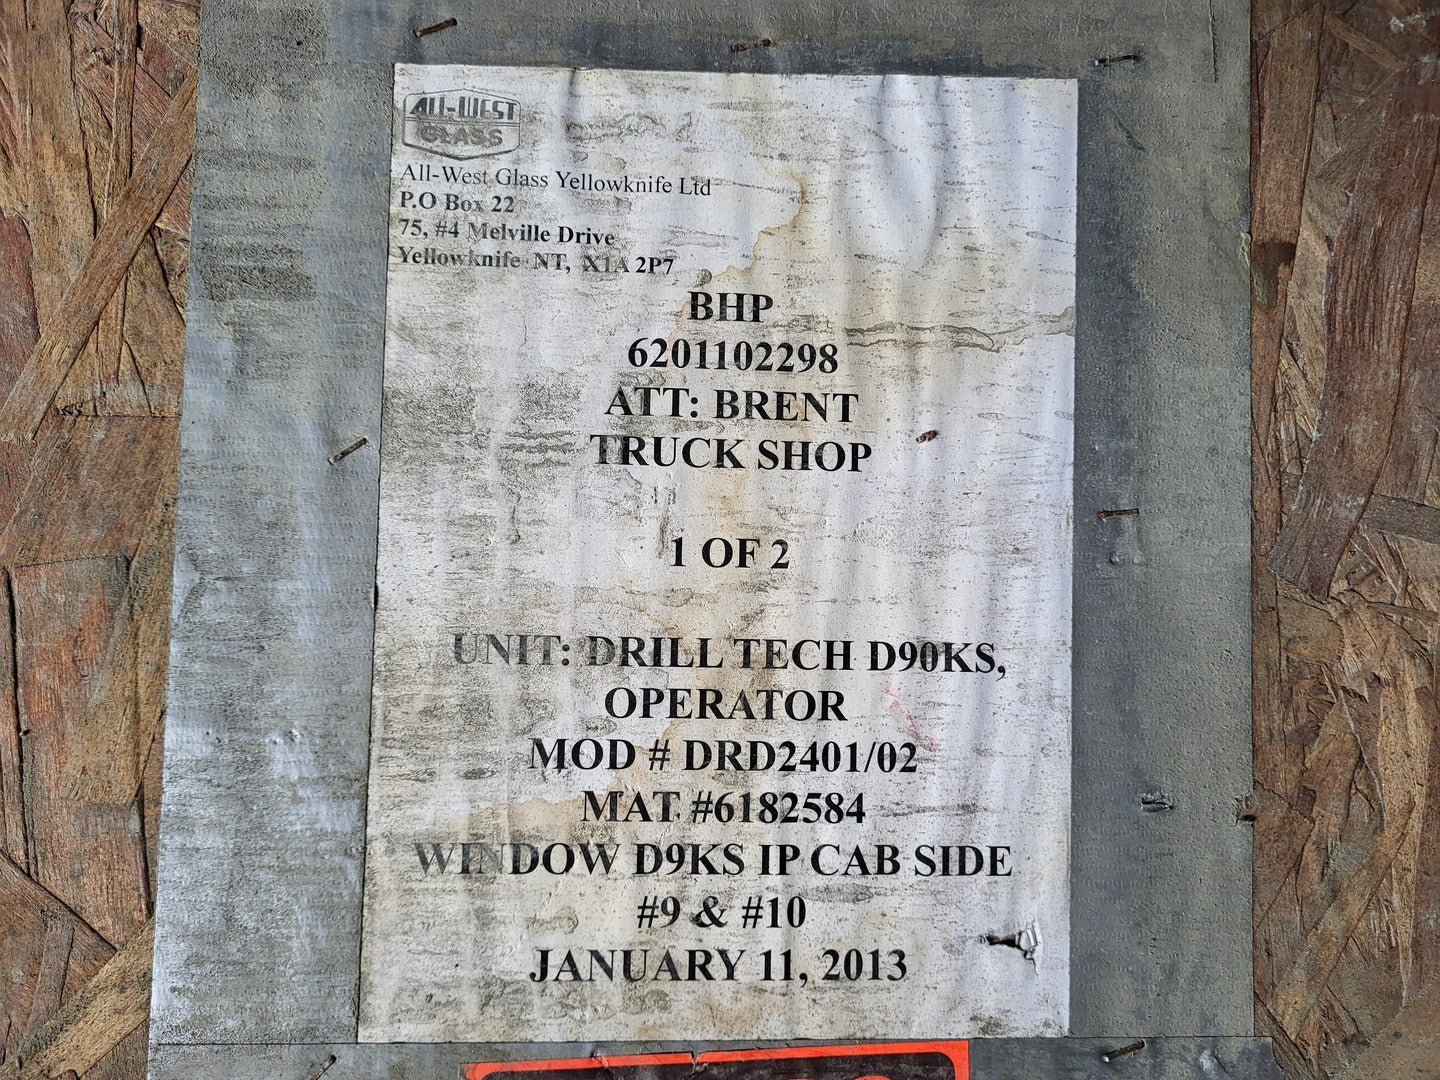 ALL-WEST
GLASS
All-West Glass Yellowknife Ltd
P.O Box 22
75, #4 Melville Drive
Yellowknife NT, X1A 2P7
BHP
6201102298
ATT: BRENT
TRUCK SHOP
1 OF 2
UNIT: DRILL TECH D90KS,
OPERATOR
MOD # DRD2401/02
MAT #6182584
WINDOW D9KS IP CAB SIDE
#9 & #10
JANUARY 11, 2013